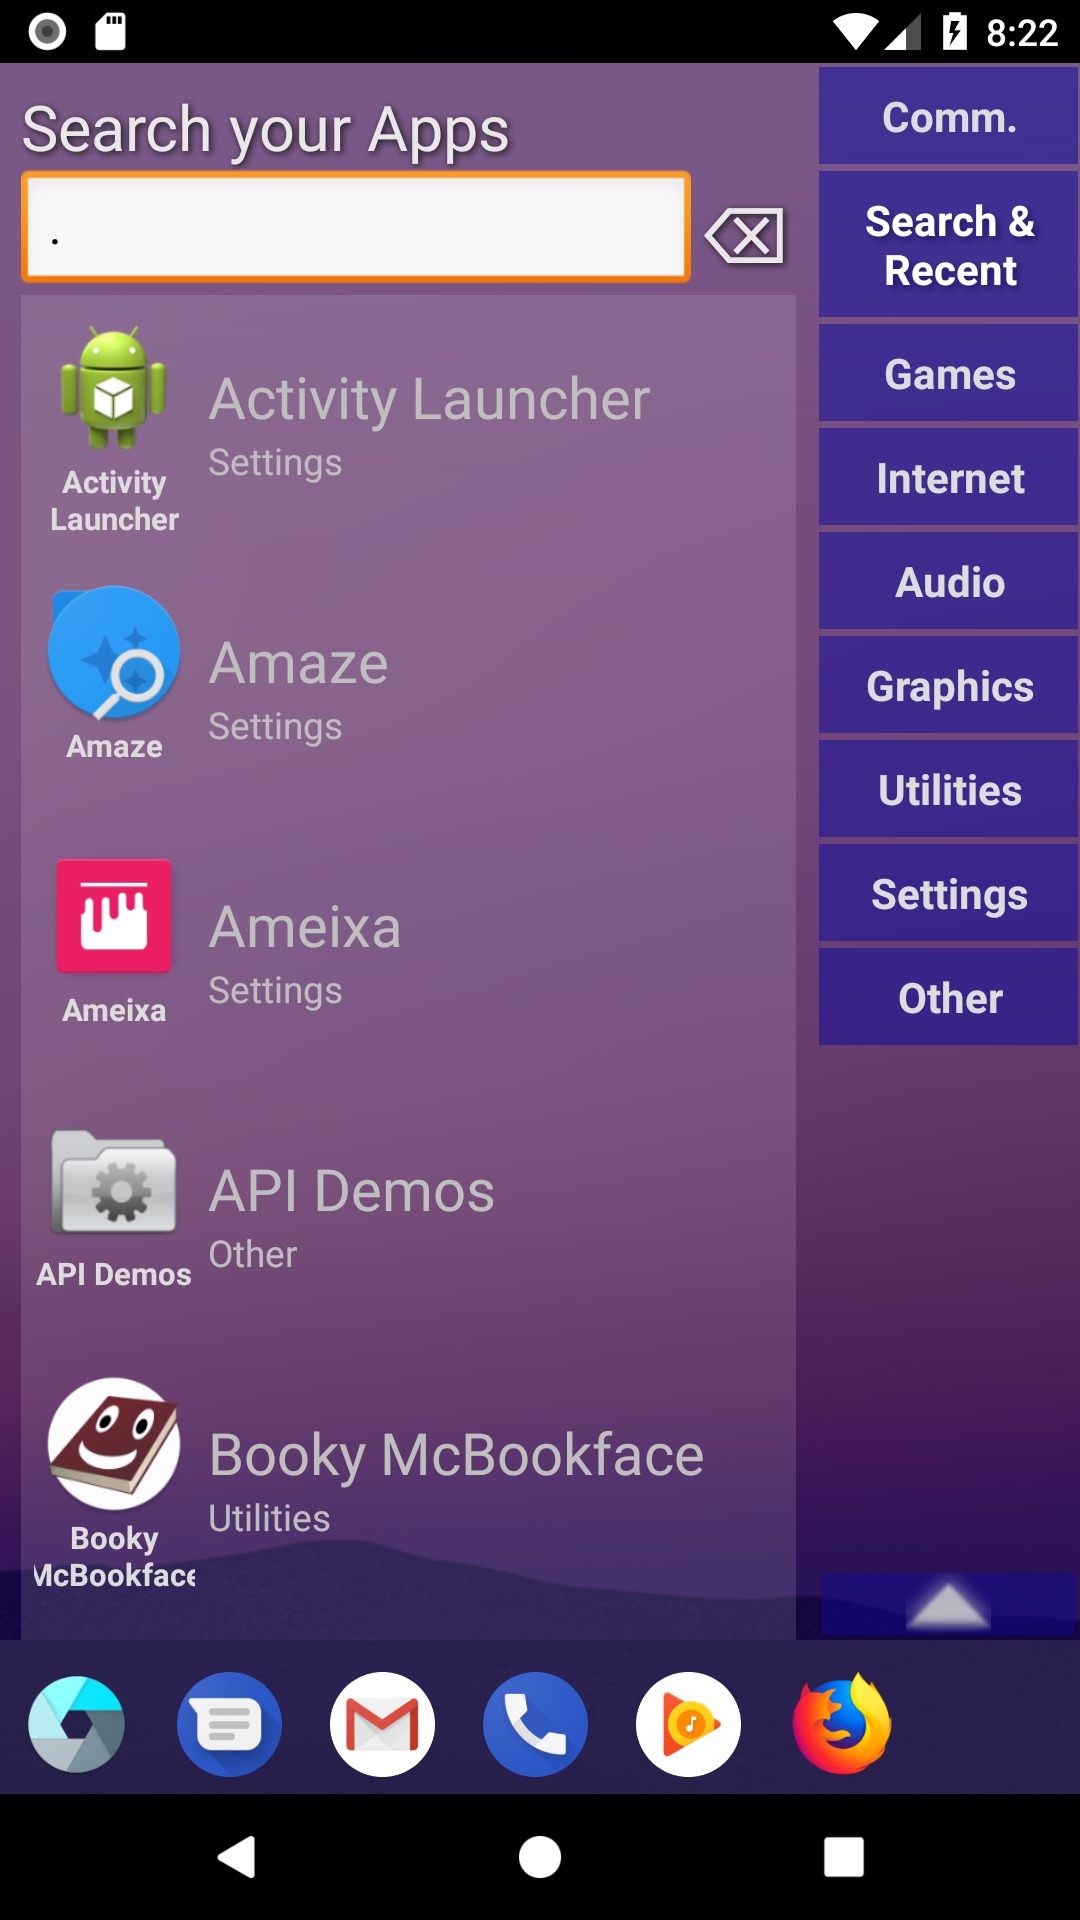 8:22
Search your Apps
.
Activity Launcher
Settings
Activity
Launcher
Amaze
Settings
Amaze
Ameixa
Settings
Ameixa
API Demos
Other
API Demos
Booky McBookface
Utilities
Booky
McBookface
Comm.
Search &
Recent
Games
Internet
Audio
Graphics
Utilities
Settings
Other